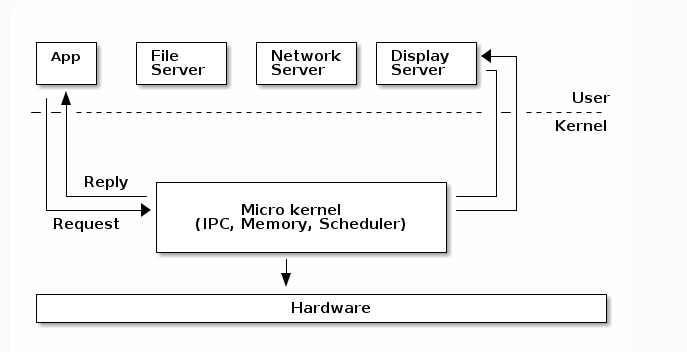 App
File
Server
Network
Server
Display
Server
User
Kernel
Reply
Request
Micro kernel
(IPC, Memory, Scheduler)
Hardware